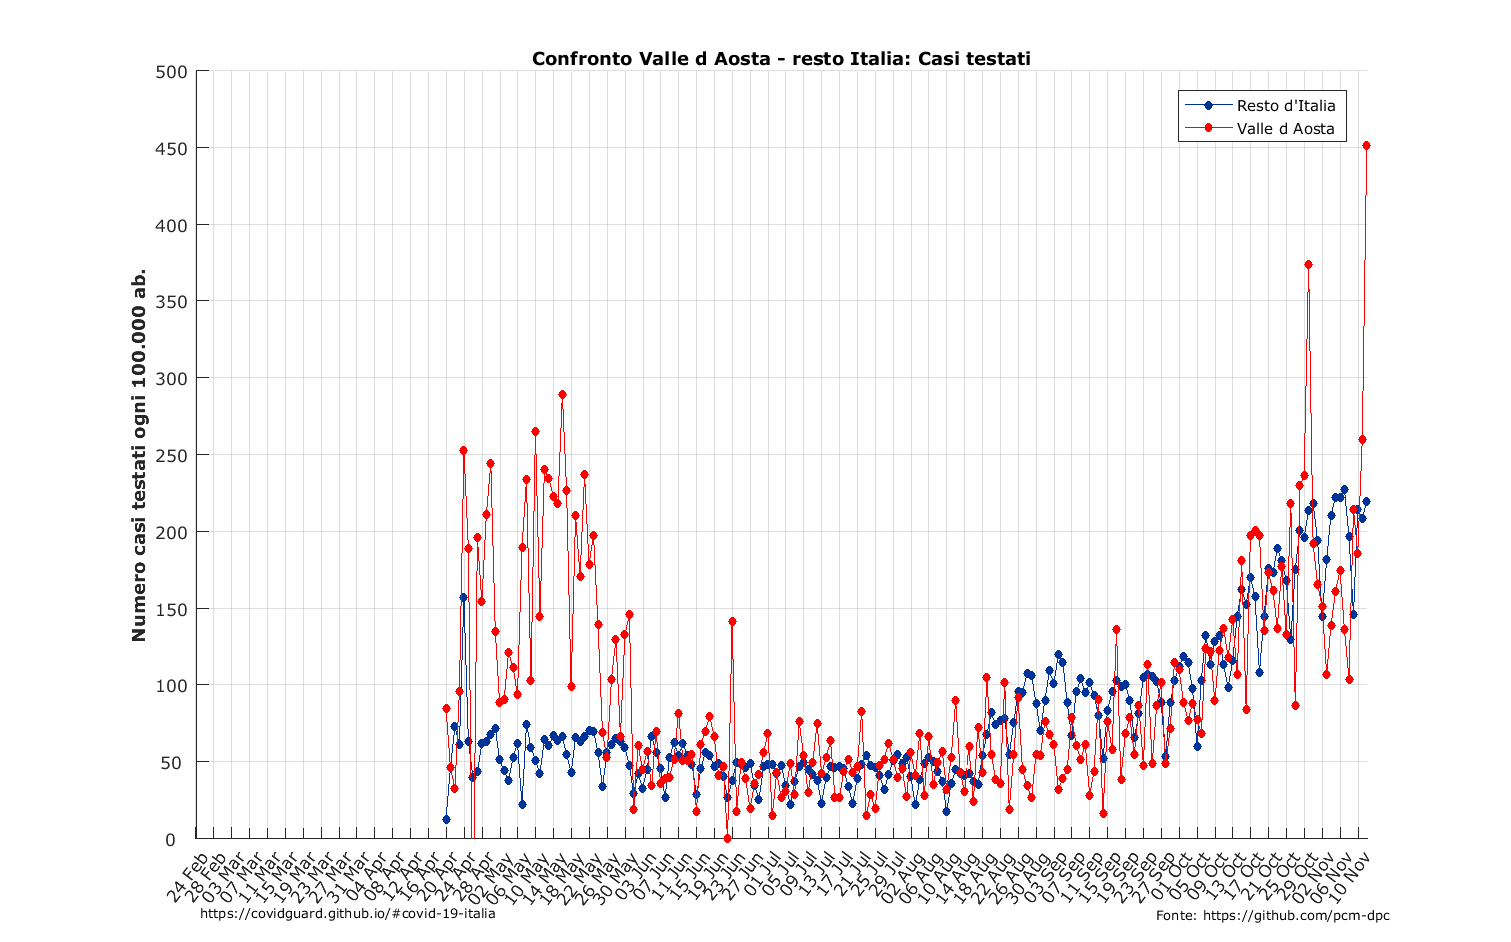 Confronto Valle d Aosta - resto Italia: Casi testati
Resto d'Italia
Valle d Aosta
Numero casi testati ogni 100.000 ab.
500
450
400
350
300
250
200
150
100
50
0
24 Feb
28 Feb
03 Mar
07 Mar
11 Mar
15 Mar
19 Mar
23 Mar
27 Mar
31 Mar
04 Apr
08 Apr
12 Apr
16 Apr
20 Apr
24 Apr
28 Apr
02 May
06 May
10 May
14 May
18 May
22 May
26 May
30 May
03 Jun
07 Jun
11 Jun
15 Jun
19 Jun
23 Jun
27 Jun
01 Jul
05 Jul
09 Jul
13 Jul
17 Jul
21 Jul
25 Jul
29 Jul
02 Aug
06 Aug
10 Aug
14 Aug
18 Aug
22 Aug
26 Aug
30 Aug
03 Sep
07 Sep
11 Sep
15 Sep
19 Sep
23 Sep
27 Sep
01 Oct
05 Oct
09 Oct
13 Oct
17 Oct
21 Oct
25 Oct
29 Oct
02 Nov
06 Nov
10 Nov
https://covidguard.github.io/#covid-19-italia
Fonte: https://github.com/pcm-dpc